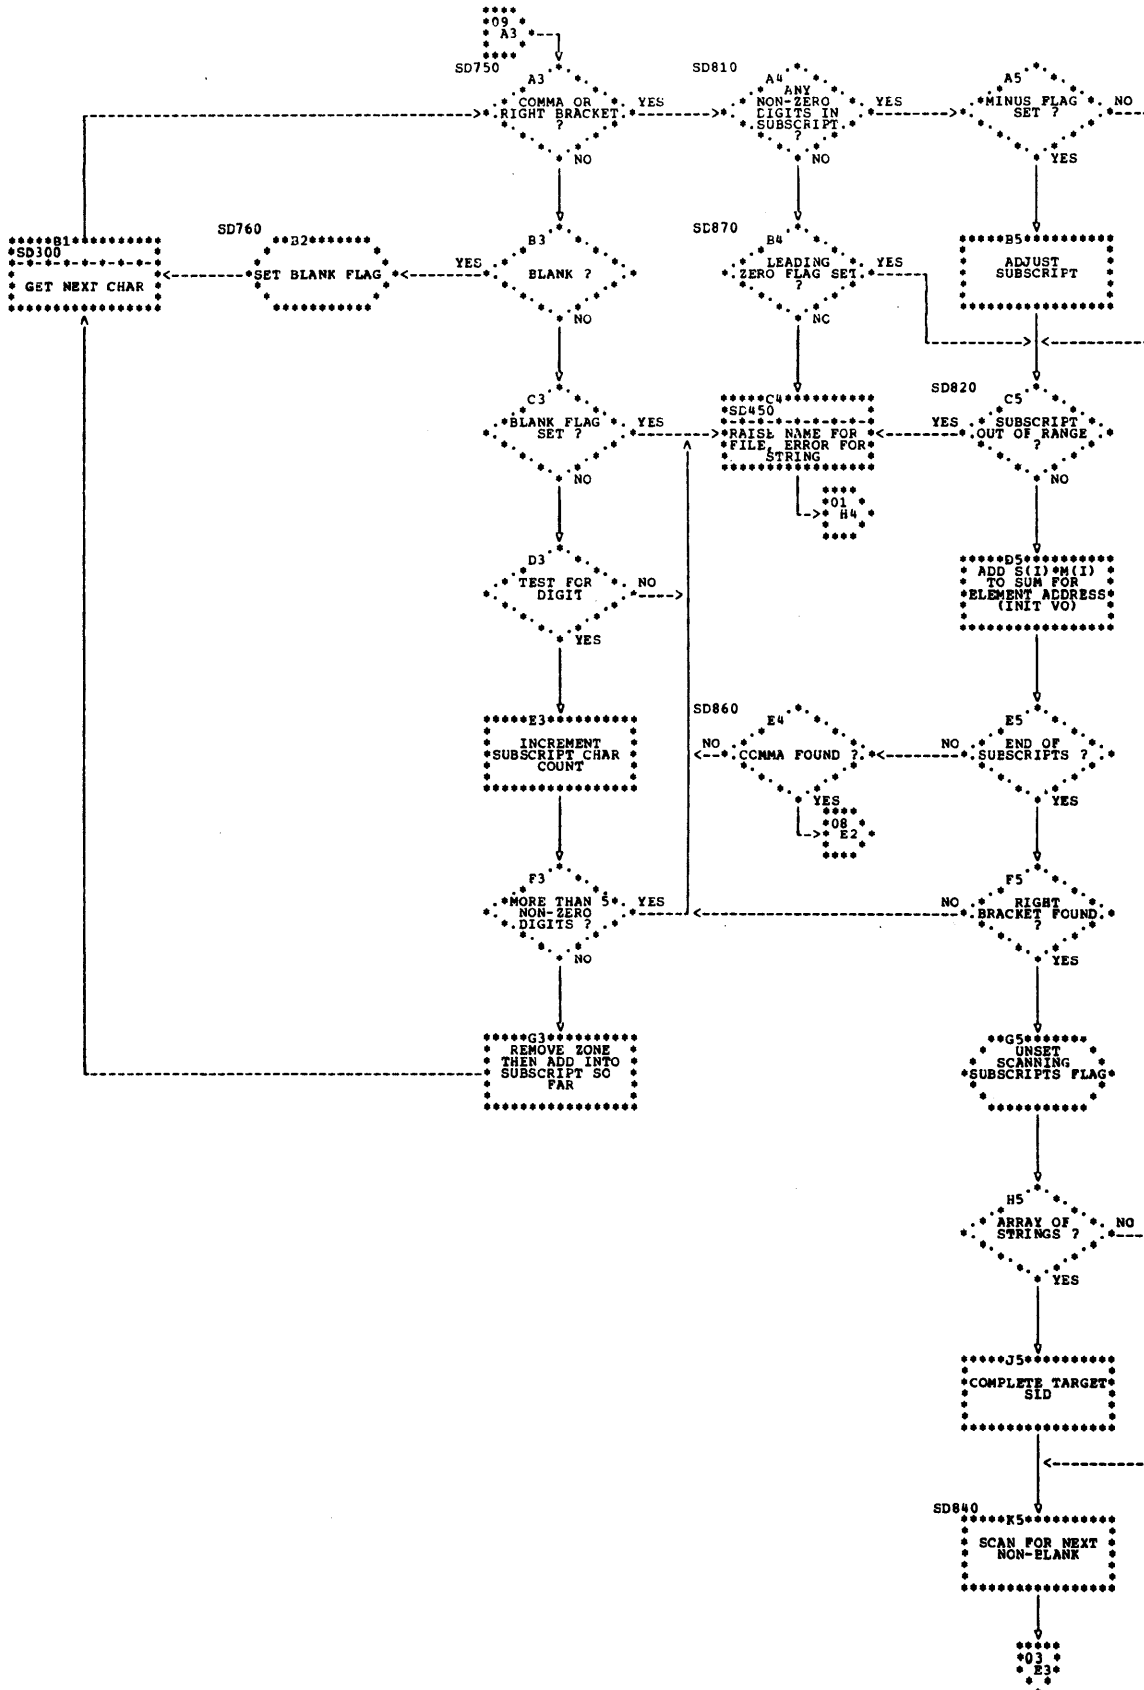 09
A3
SD750
A3
COMMA OR
RIGHT BRACKET
?
YES
NO
SD810
A4
ANY
NON-ZERO
DIGITS IN
SUBSCRIPT
?
YES
NO
A5
MINUS FLAG
SET ?
NO
YES
B1
SD300
GET NEXT CHAR
SD760
B2
SET BLANK FLAG
YES
B3
BLANK ?
NO
SD870
B4
LEADING
ZERO FLAG SET
?
YES
NC
B5
ADJUST
SUBSCRIPT
C3
BLANK FLAG
SET ?
YES
NO
C4
SD450
RAISE NAME FOR
FILE, ERROR FOR
STRING
01
H4
SD820
YES
C5
SUBSCRIPT
OUT OF RANGE
?
NO
D3
TEST FOR
DIGIT
NO
YES
D5
ADD S(I)*M(I)
TO SUM FOR
ELEMENT ADDRESS
(INIT VO)
E3
INCREMENT
SUBSCRIPT CHAR
COUNT
SD860
NO
E4
COMMA FOUND ?
YES
08
E2
NO
E5
END OF
SUBSCRIPTS ?
YES
F3
MORE THAN 5
NON-ZERO
DIGITS ?
YES
NO
NO
F5
RIGHT
BRACKET FOUND
?
YES
G3
REMOVE ZONE
THEN ADD INTO
SUBSCRIPT SO
FAR
G5
UNSET
SCANNING
SUBSCRIPTS FLAG
H5
ARRAY OF
STRINGS ?
NO
YES
J5
COMPLETE TARGET
SID
SD840
K5
SCAN FOR NEXT
NON-BLANK
03
E3